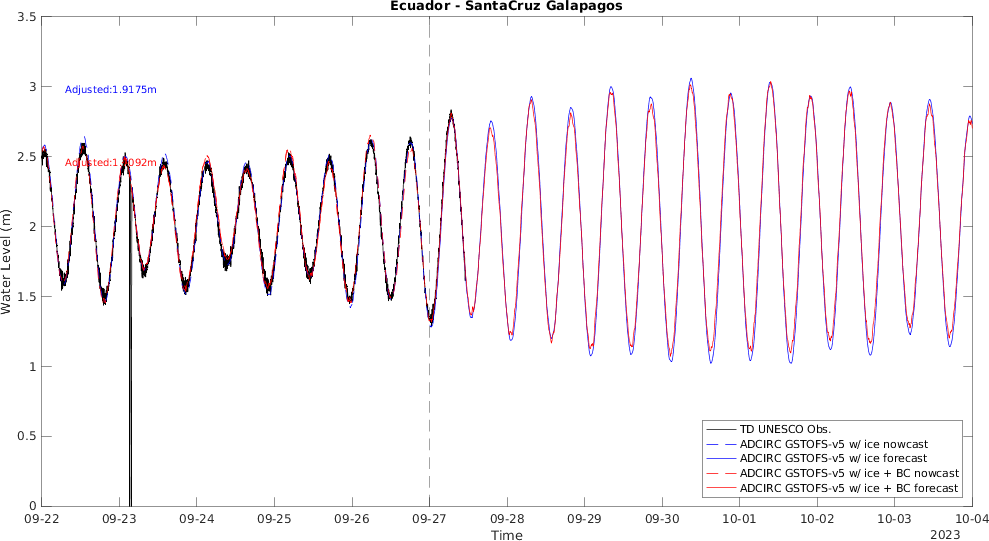 Ecuador - SantaCruz Galapagos
3.5
3
2.5
2
1.5
1
0.5
0
Water Level (m)
Adjusted:1.9175m
TD UNESCO Obs.
ADCIRC GSTOFS-v5 w/ ice nowcast
ADCIRC GSTOFS-v5 w/ ice forecast
ADCIRC GSTOFS-v5 w/ ice + BC nowcast
ADCIRC GSTOFS-v5 w/ ice + BC forecast
09-22 09-23 09-24 09-25 09-26 09-27 09-28 09-29 09-30 10-01 10-02 10-03 10-04
Time
2023